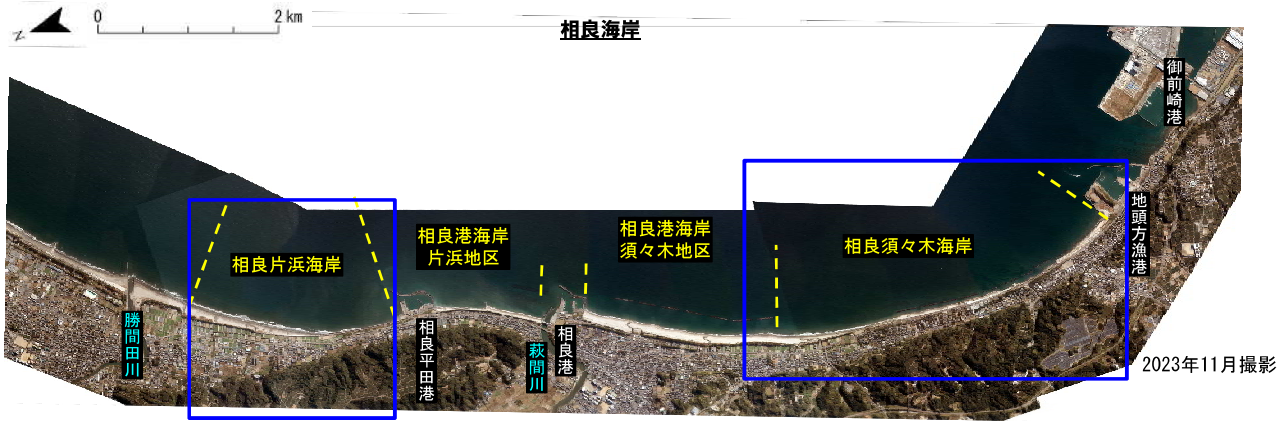 相良海岸
0 2km
N
御前崎港
地頭方漁港
相良片浜海岸
相良港海岸
片浜地区
相良港海岸
須々木地区
相良須々木海岸
勝間田川
相良平田港
萩間川
相良港
2023年11月撮影